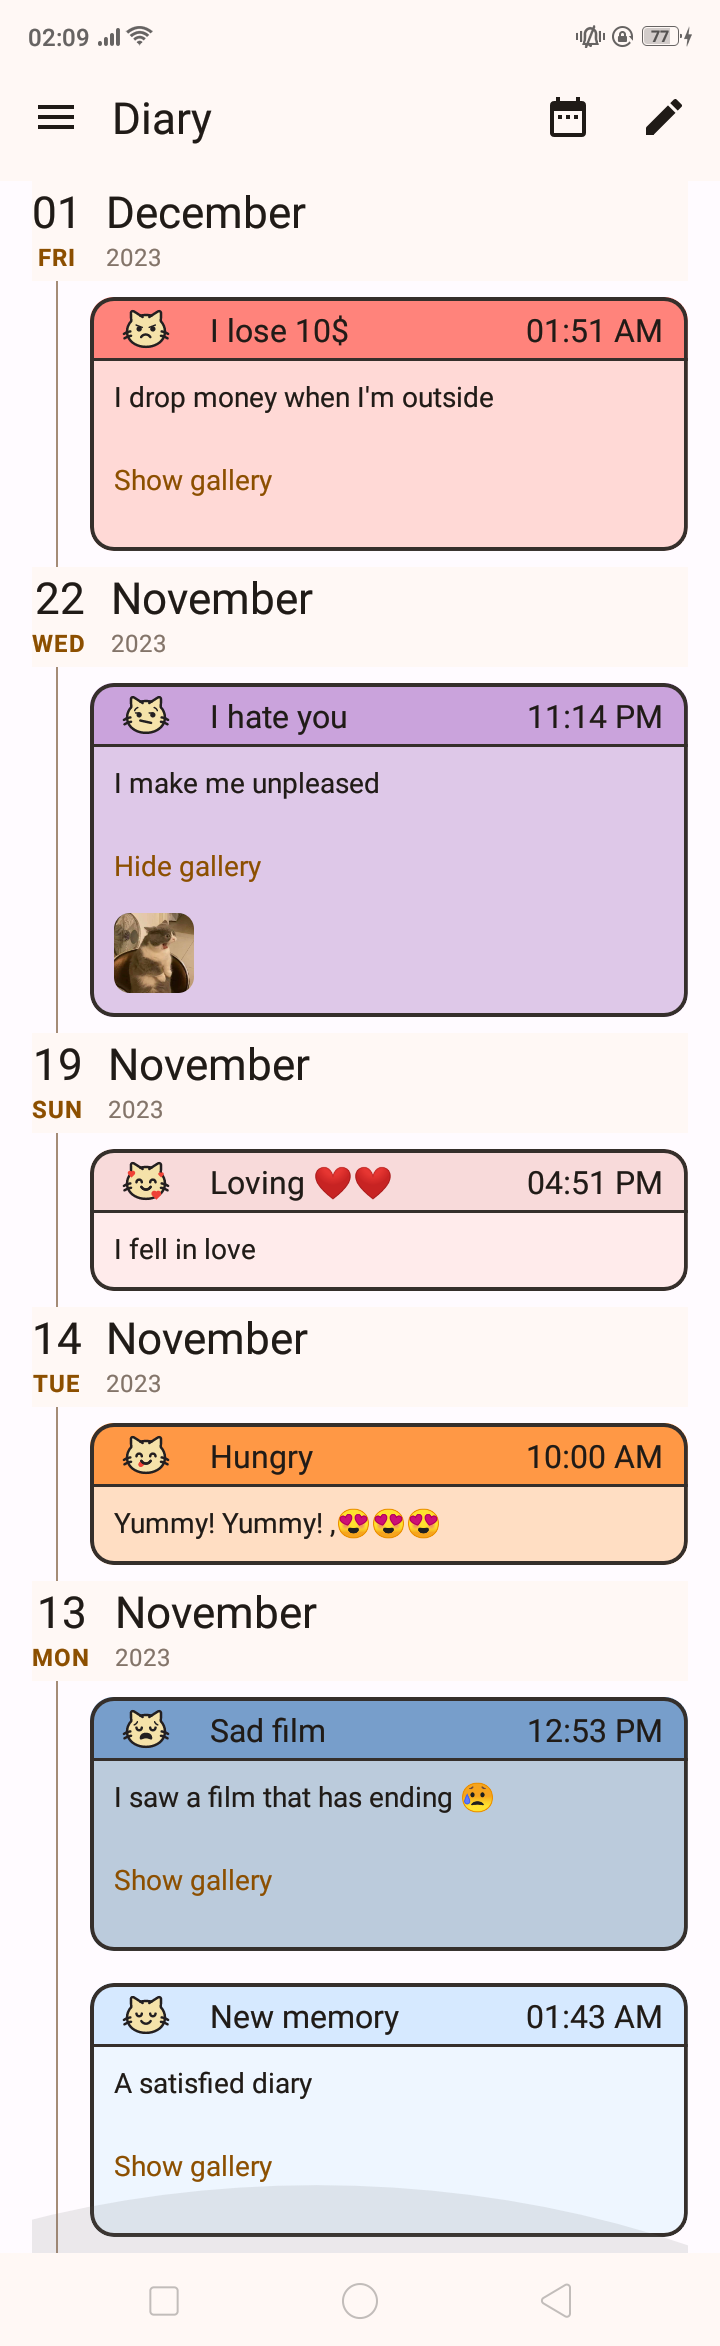 02:09 77
Diary
01 December
FRI 2023
I lose 10$ 01:51 AM
I drop money when I'm outside
Show gallery
22 November
WED 2023
I hate you 11:14 PM
I make me unpleased
Hide gallery
19 November
SUN 2023
Loving ❤️❤️ 04:51 PM
I fell in love
14 November
TUE 2023
Hungry 10:00 AM
Yummy! Yummy! ,😍😍😍
13 November
MON 2023
Sad film 12:53 PM
I saw a film that has ending 😥
Show gallery
New memory 01:43 AM
A satisfied diary
Show gallery